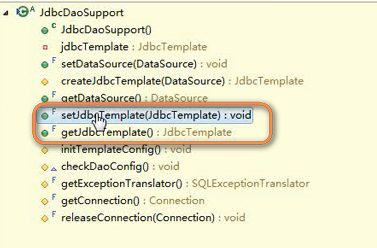 JdbcDaoSupport
JdbcDaoSupport()
jdbcTemplate : JdbcTemplate
setDataSource(DataSource) : void
createJdbcTemplate(DataSource) : JdbcTemplate
getDataSource() : DataSource
setJdbcTemplate(JdbcTemplate) : void
getJdbcTemplate() : JdbcTemplate
initTemplateConfig() : void
checkDaoConfig() : void
getExceptionTranslator() : SQLExceptionTranslator
getConnection() : Connection
releaseConnection(Connection) : void